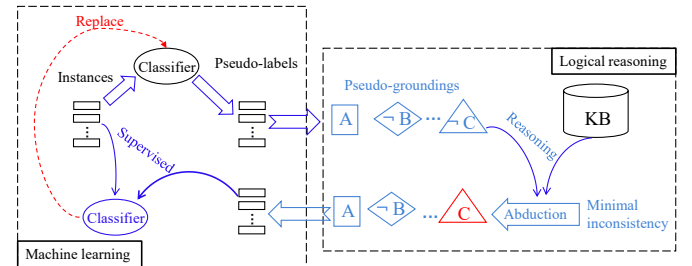 Replace
Classifier
Instances
Pseudo-labels
Supervised
Classifier
Machine learning
Logical reasoning
Pseudo-groundings
A
¬ B
...
¬ C
Reasoning
KB
A
¬ B
...
C
Abduction
Minimal
inconsistency